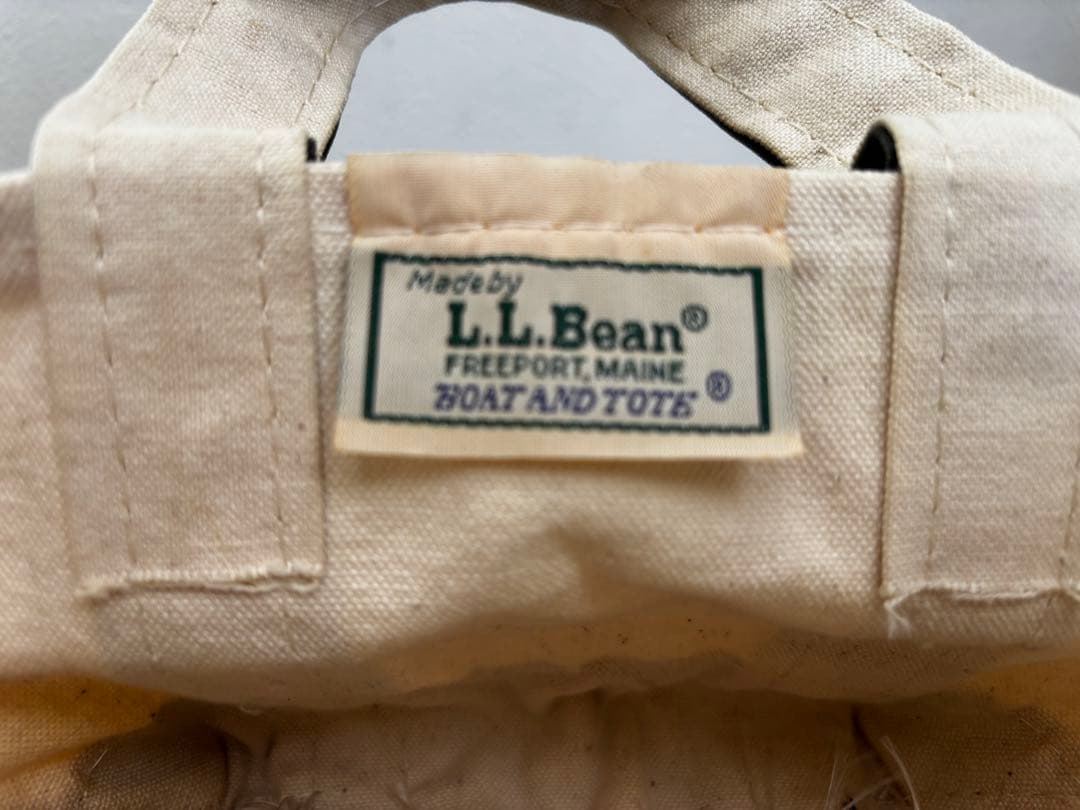 Made by
L.L.Bean®
FREEPORT, MAINE
BOAT AND TOTE ®